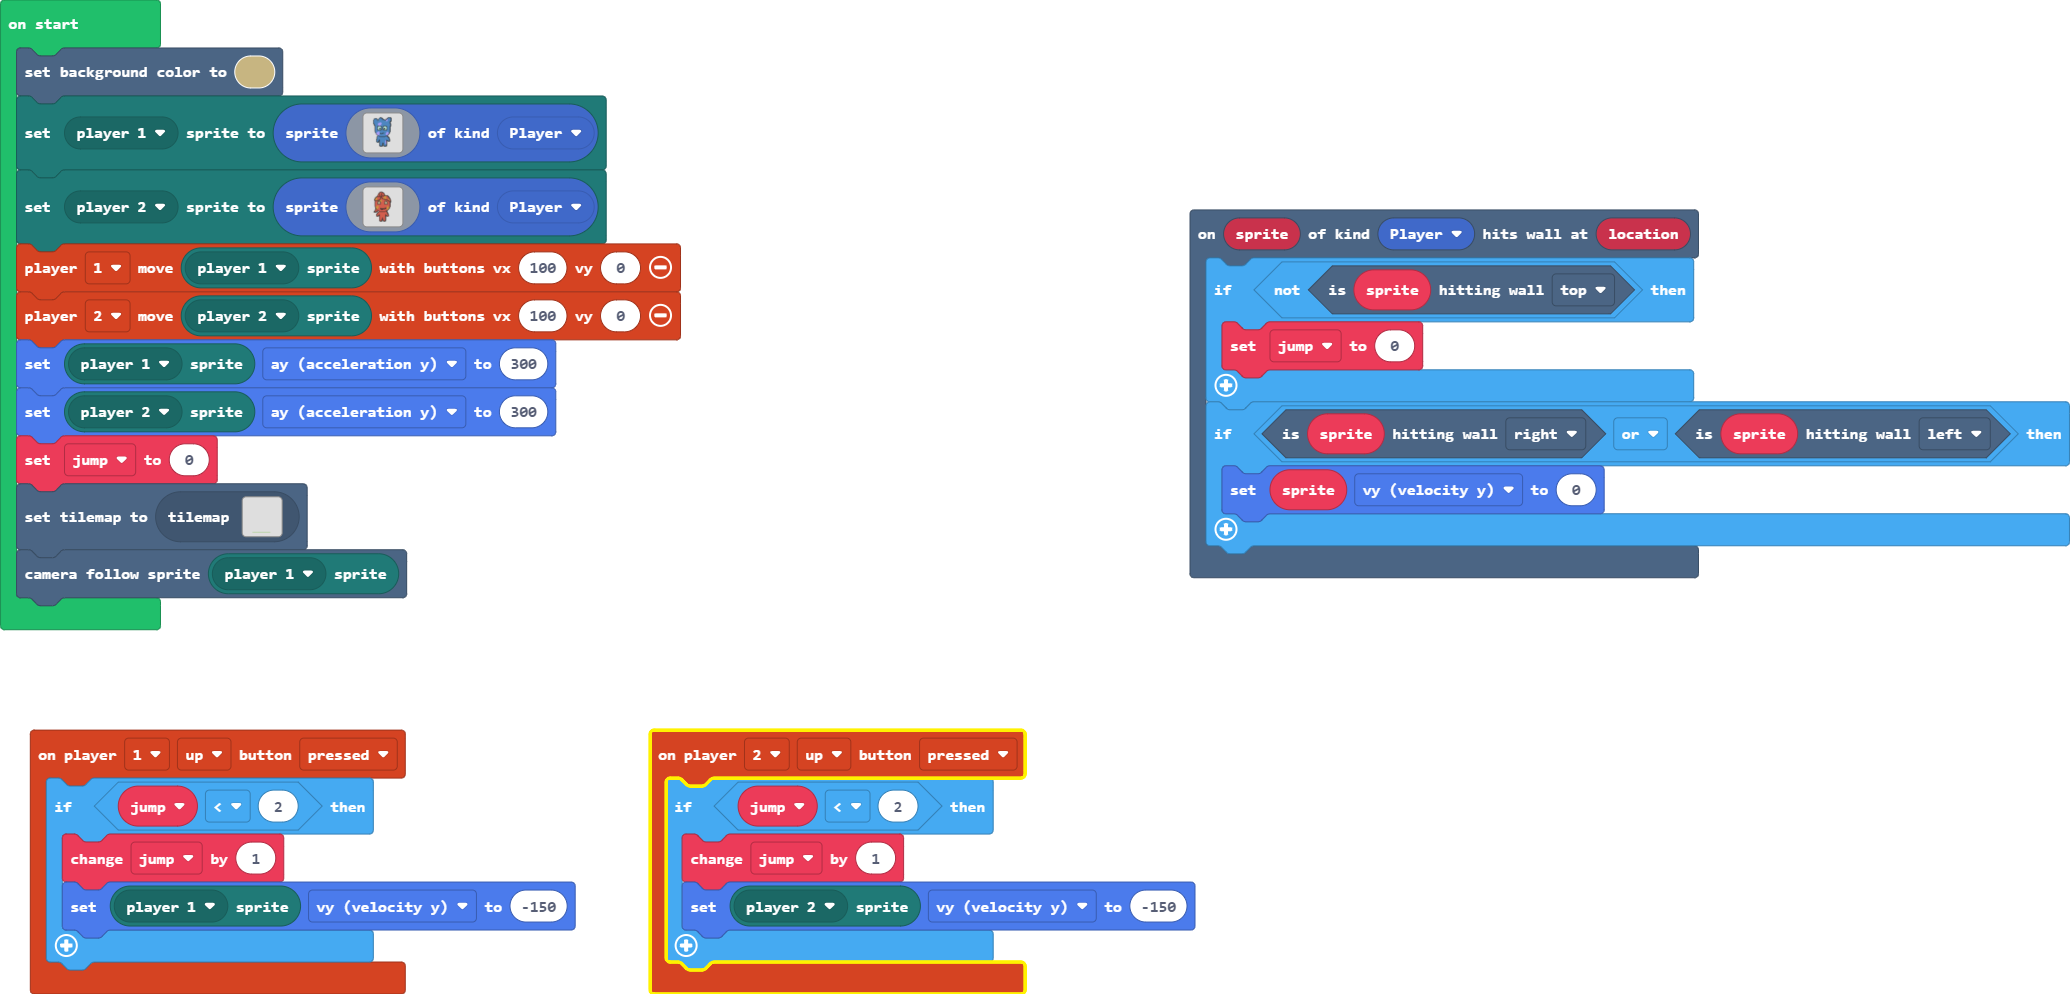 on start
set background color to
set player 1 sprite to sprite of kind Player
set player 2 sprite to sprite of kind Player
player 1 move player 1 sprite with buttons vx 100 vy 0
player 2 move player 2 sprite with buttons vx 100 vy 0
set player 1 sprite ay (acceleration y) to 300
set player 2 sprite ay (acceleration y) to 300
set jump to 0
set tilemap to tilemap
camera follow sprite player 1 sprite
on sprite of kind Player hits wall at location
if not is sprite hitting wall top then
set jump to 0
if is sprite hitting wall right or is sprite hitting wall left then
set sprite vy (velocity y) to 0
on player 1 up button pressed
if jump < 2 then
change jump by 1
set player 1 sprite vy (velocity y) to -150
on player 2 up button pressed
if jump < 2 then
change jump by 1
set player 2 sprite vy (velocity y) to -150